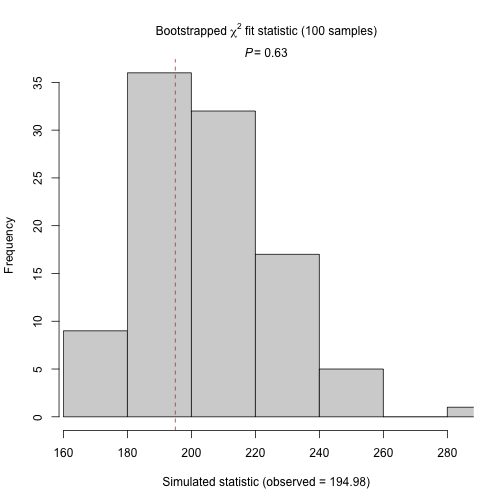 Bootstrapped χ² fit statistic (100 samples)
P = 0.63
Frequency
35
30
25
20
15
10
5
0
160 180 200 220 240 260 280
Simulated statistic (observed = 194.98)